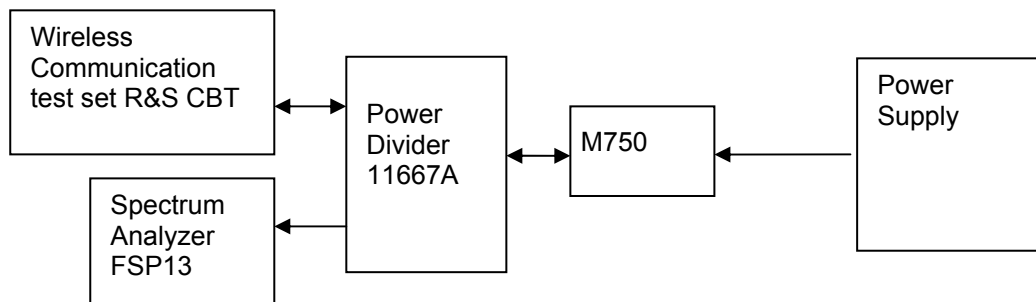 Wireless
Communication
test set R&S CBT
Power
Divider
11667A
M750
Power
Supply
Spectrum
Analyzer
FSP13